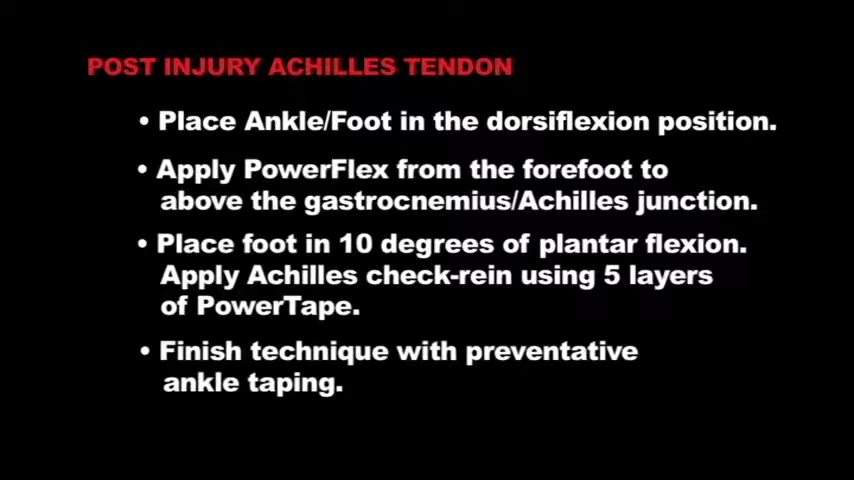 POST INJURY ACHILLES TENDON
• Place Ankle/Foot in the dorsiflexion position.
• Apply PowerFlex from the forefoot to
above the gastrocnemius/Achilles junction.
• Place foot in 10 degrees of plantar flexion.
Apply Achilles check-rein using 5 layers
of PowerTape.
• Finish technique with preventative
ankle taping.